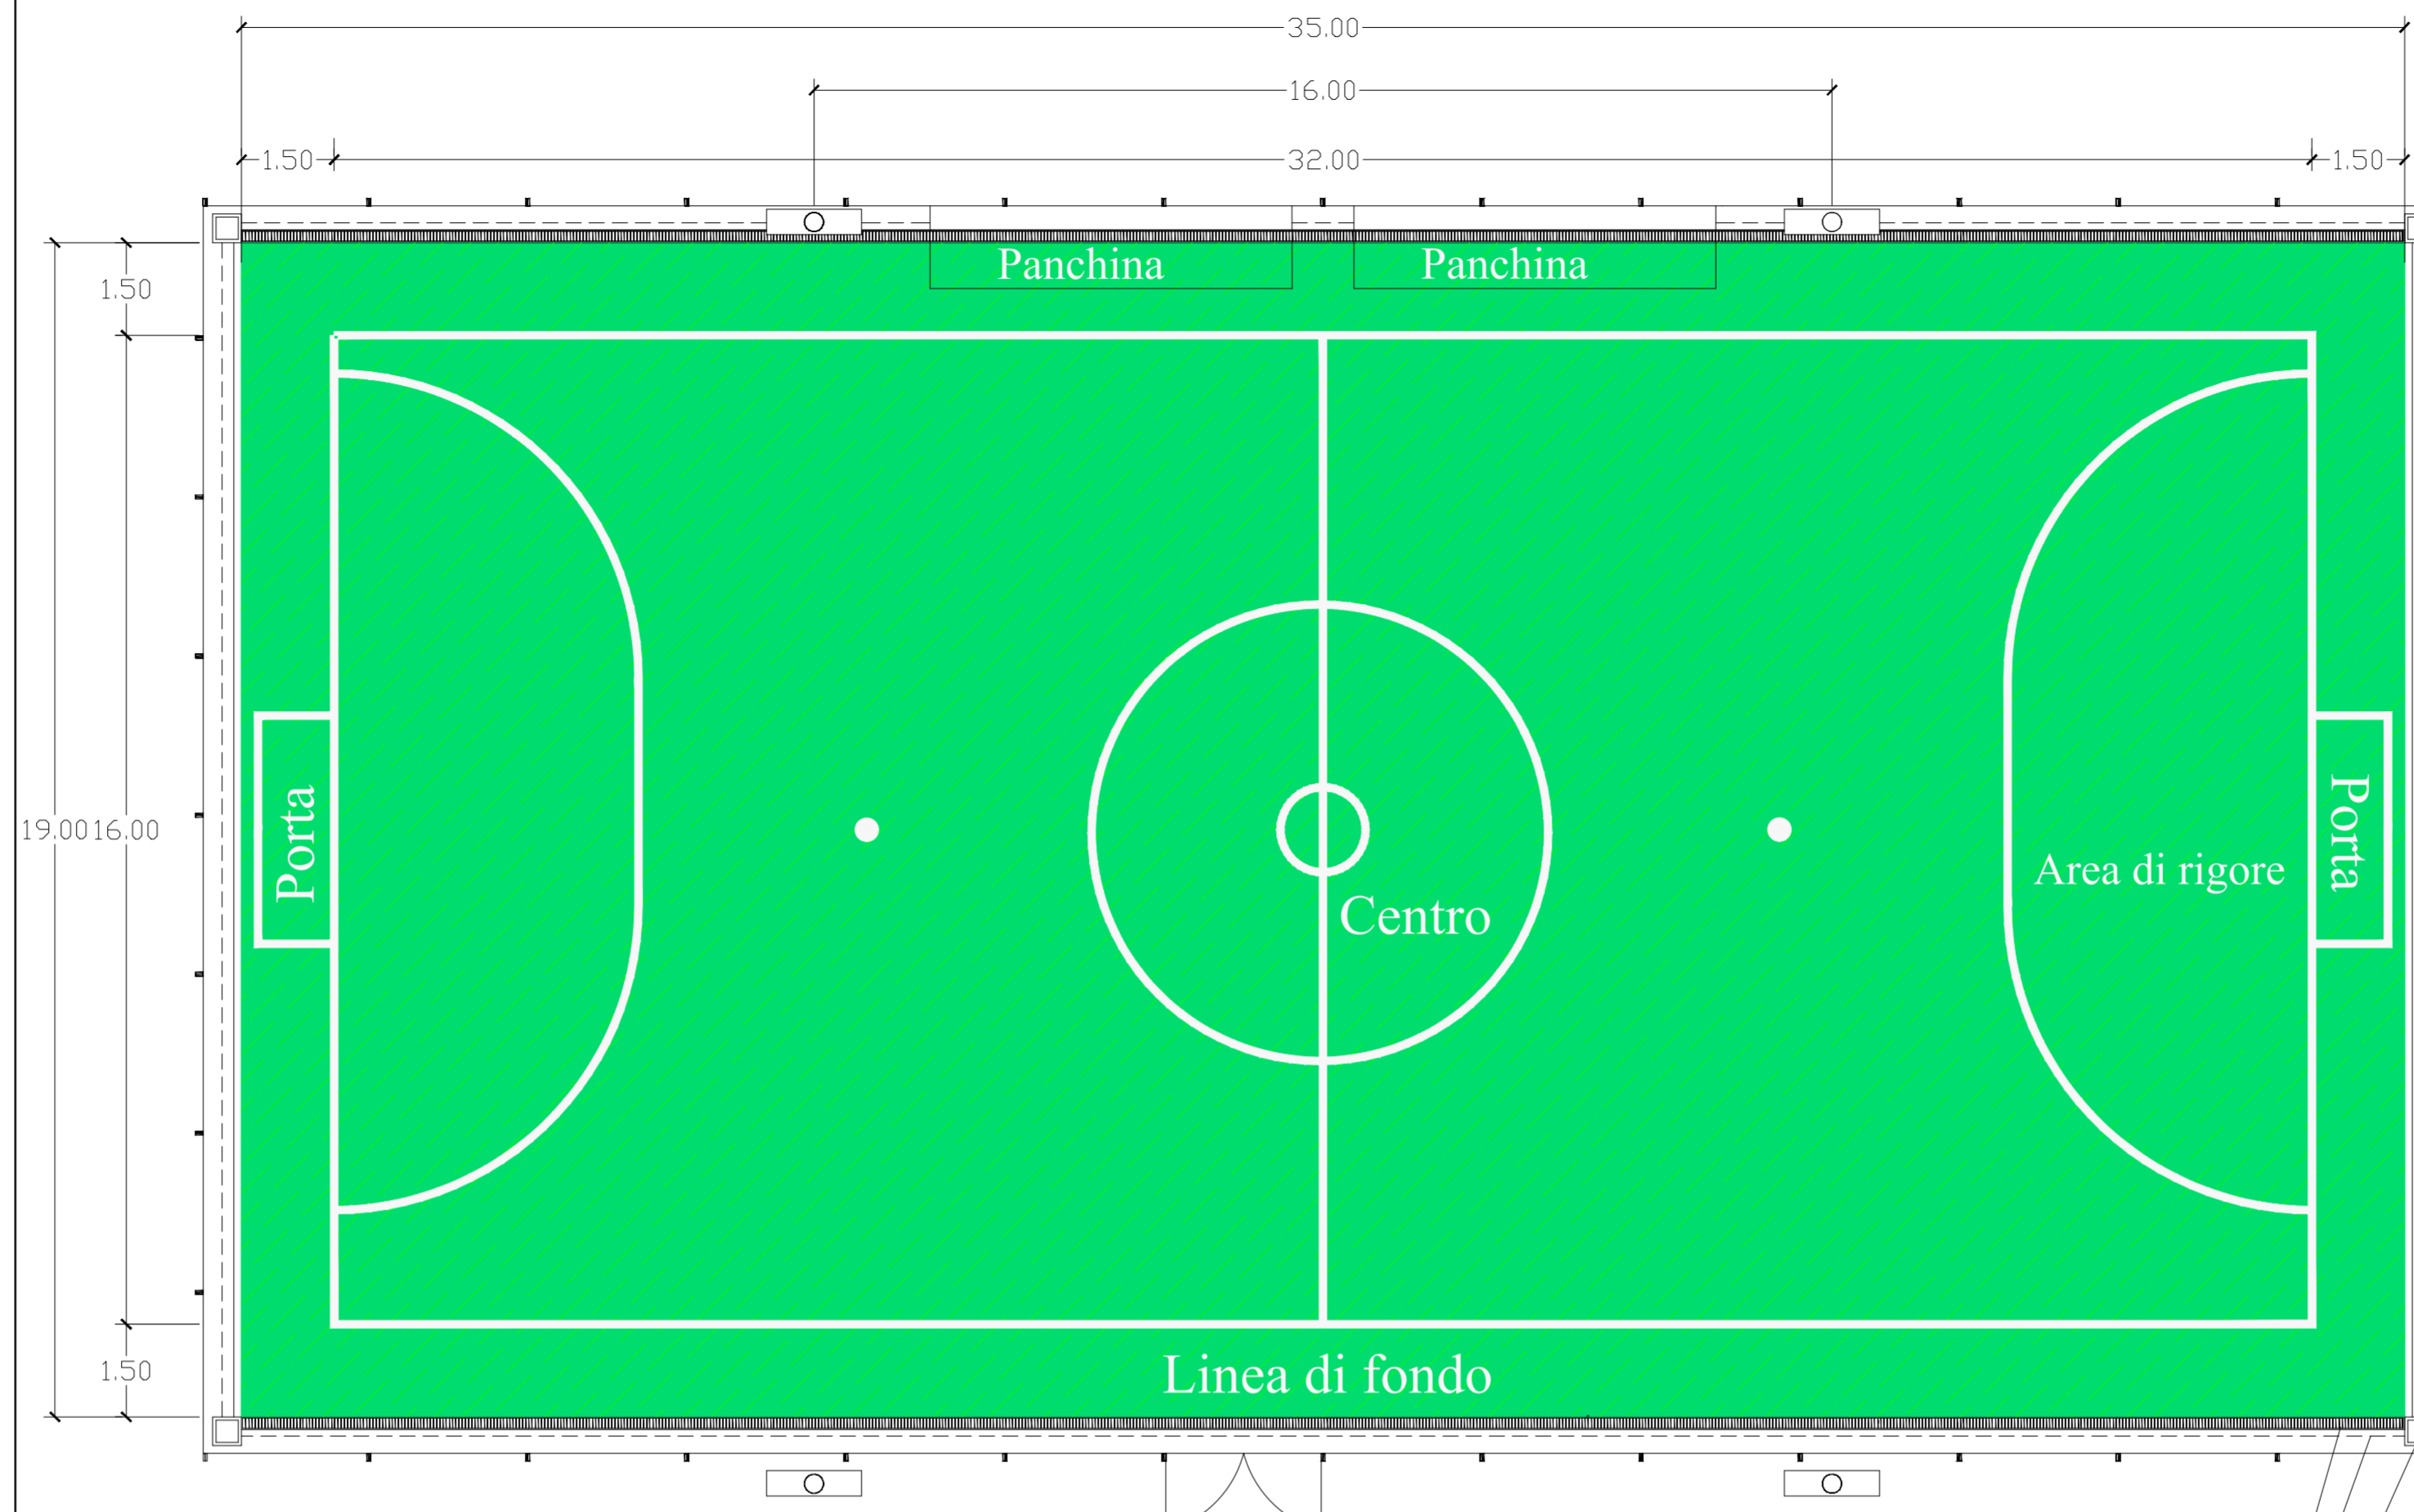 35.00
16.00
1.50 32.00 1.50
Panchina Panchina
1.50
19.00 16.00
Porta
Porta
Area di rigore
Centro
1.50
Linea di fondo